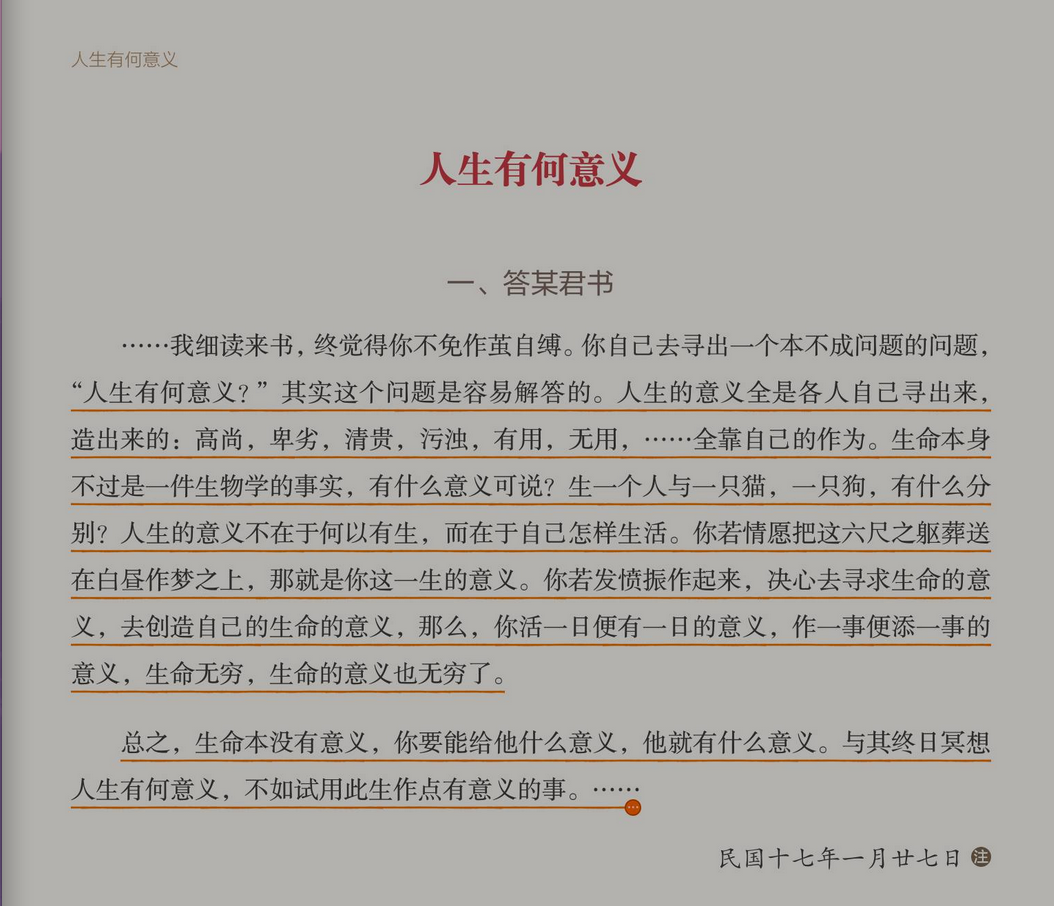 人生有何意义
人生有何意义
一、答某君书
……我细读来书，终觉得你不免作茧自缚。你自己去寻出一个本不成问题的问题，
“人生有何意义？”其实这个问题是容易解答的。人生的意义全是各人自己寻出来，
造出来的：高尚，卑劣，清贵，污浊，有用，无用，……全靠自己的作为。生命本身
不过是一件生物学的事实，有什么意义可说？生一个人与一只猫，一只狗，有什么分
别？人生的意义不在于何以有生，而在于自己怎样生活。你若情愿把这六尺之躯葬送
在白昼作梦之上，那就是你这一生的意义。你若发愤振作起来，决心去寻求生命的意
义，去创造自己的生命的意义，那么，你活一日便有一日的意义，作一事便添一事的
意义，生命无穷，生命的意义也无穷了。
总之，生命本没有意义，你要能给他什么意义，他就有什么意义。与其终日冥想
人生有何意义，不如试用此生作点有意义的事。……
民国十七年一月廿七日 注